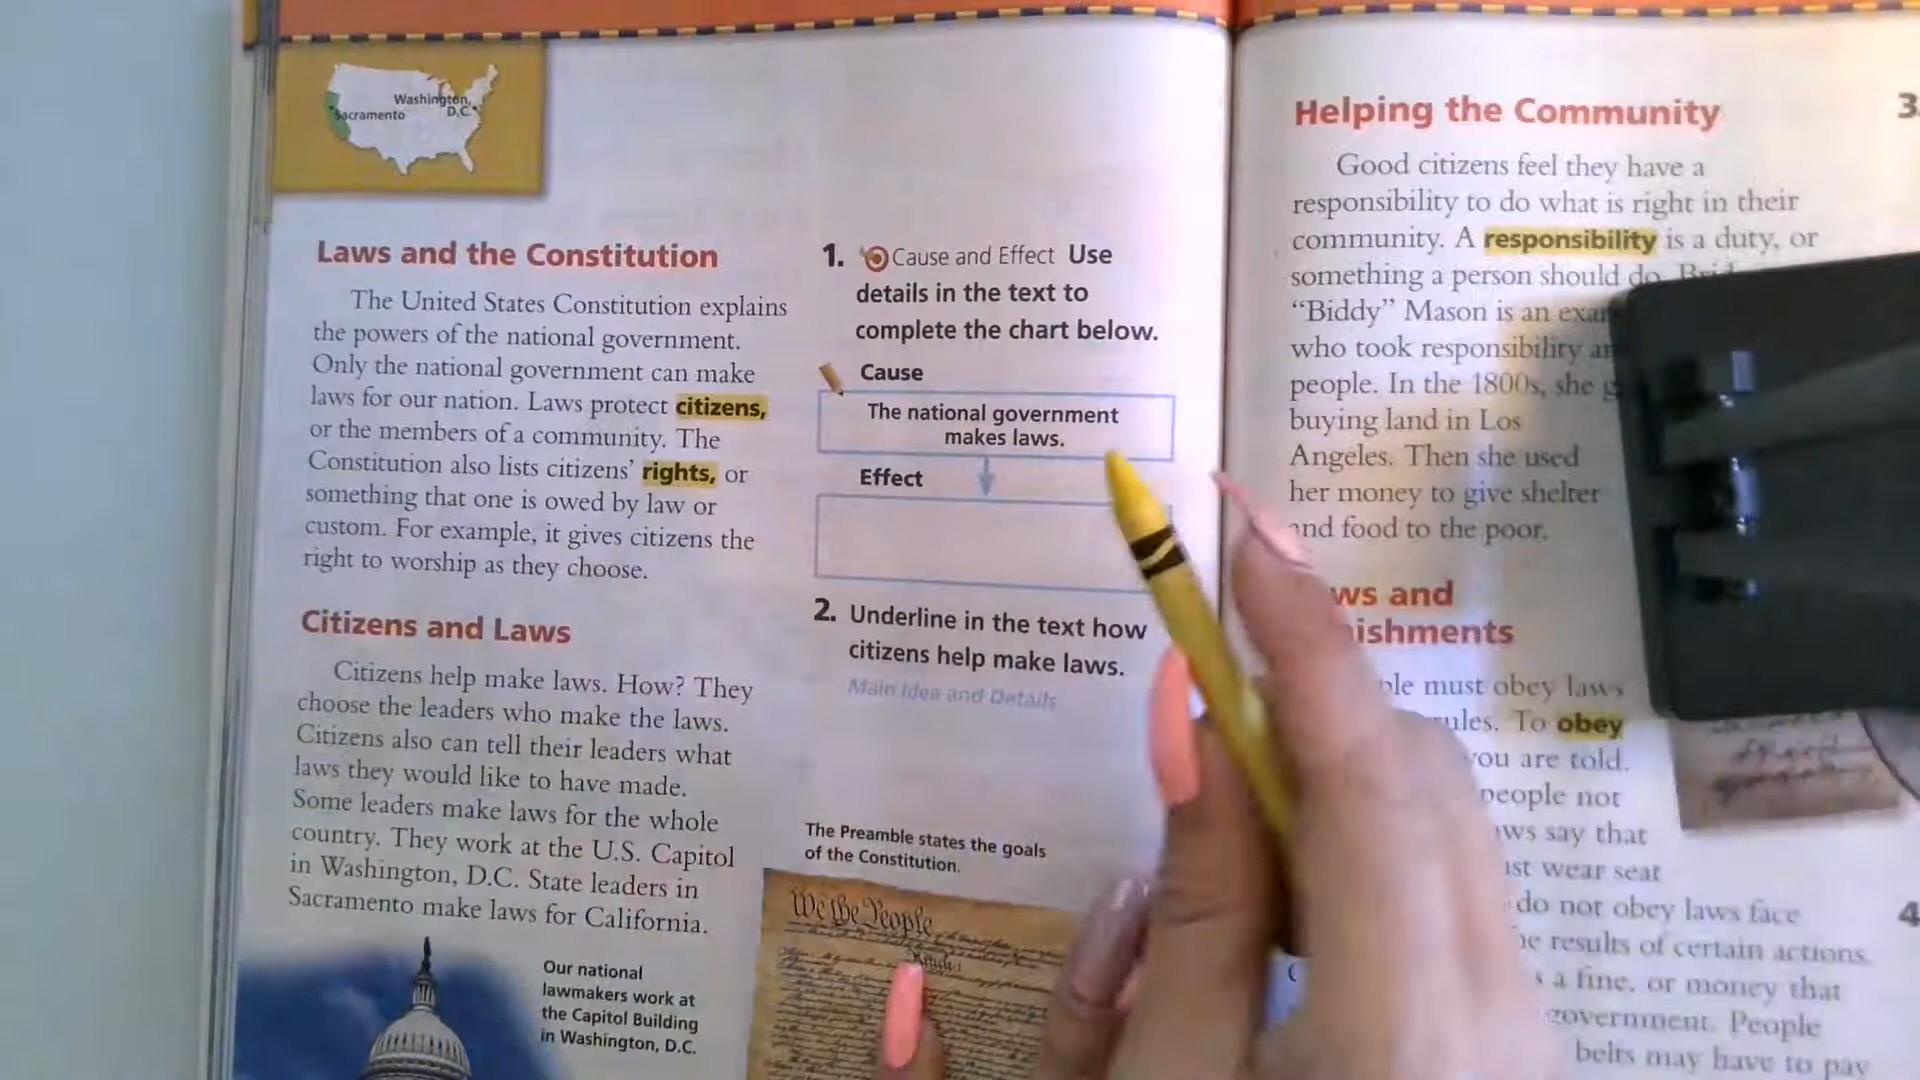 Washington,
D.C.
Sacramento
Laws and the Constitution
The United States Constitution explains
the powers of the national government.
Only the national government can make
laws for our nation. Laws protect citizens,
or the members of a community. The
Constitution also lists citizens’ rights, or
something that one is owed by law or
custom. For example, it gives citizens the
right to worship as they choose.
Citizens and Laws
Citizens help make laws. How? They
choose the leaders who make the laws.
Citizens also can tell their leaders what
laws they would like to have made.
Some leaders make laws for the whole
country. They work at the U.S. Capitol
in Washington, D.C. State leaders in
Sacramento make laws for California.
Our national
lawmakers work at
the Capitol Building
in Washington, D.C.
1. Cause and Effect Use
details in the text to
complete the chart below.
Cause
The national government
makes laws.
Effect
2. Underline in the text how
citizens help make laws.
Main Idea and Details
The Preamble states the goals
of the Constitution.
We the People
Helping the Community
Good citizens feel they have a
responsibility to do what is right in their
community. A responsibility is a duty, or
something a person should do.
“Biddy” Mason is an
who took responsibility
people. In the 1800s, she
buying land in Los
Angeles. Then she used
her money to give shelter
and food to the poor.
and
must obey laws
To obey
you are told.
people not
say that
wear seat
do not obey laws face
results of certain actions.
a fine, or money that
government. People
belts may have to pay
3.
4